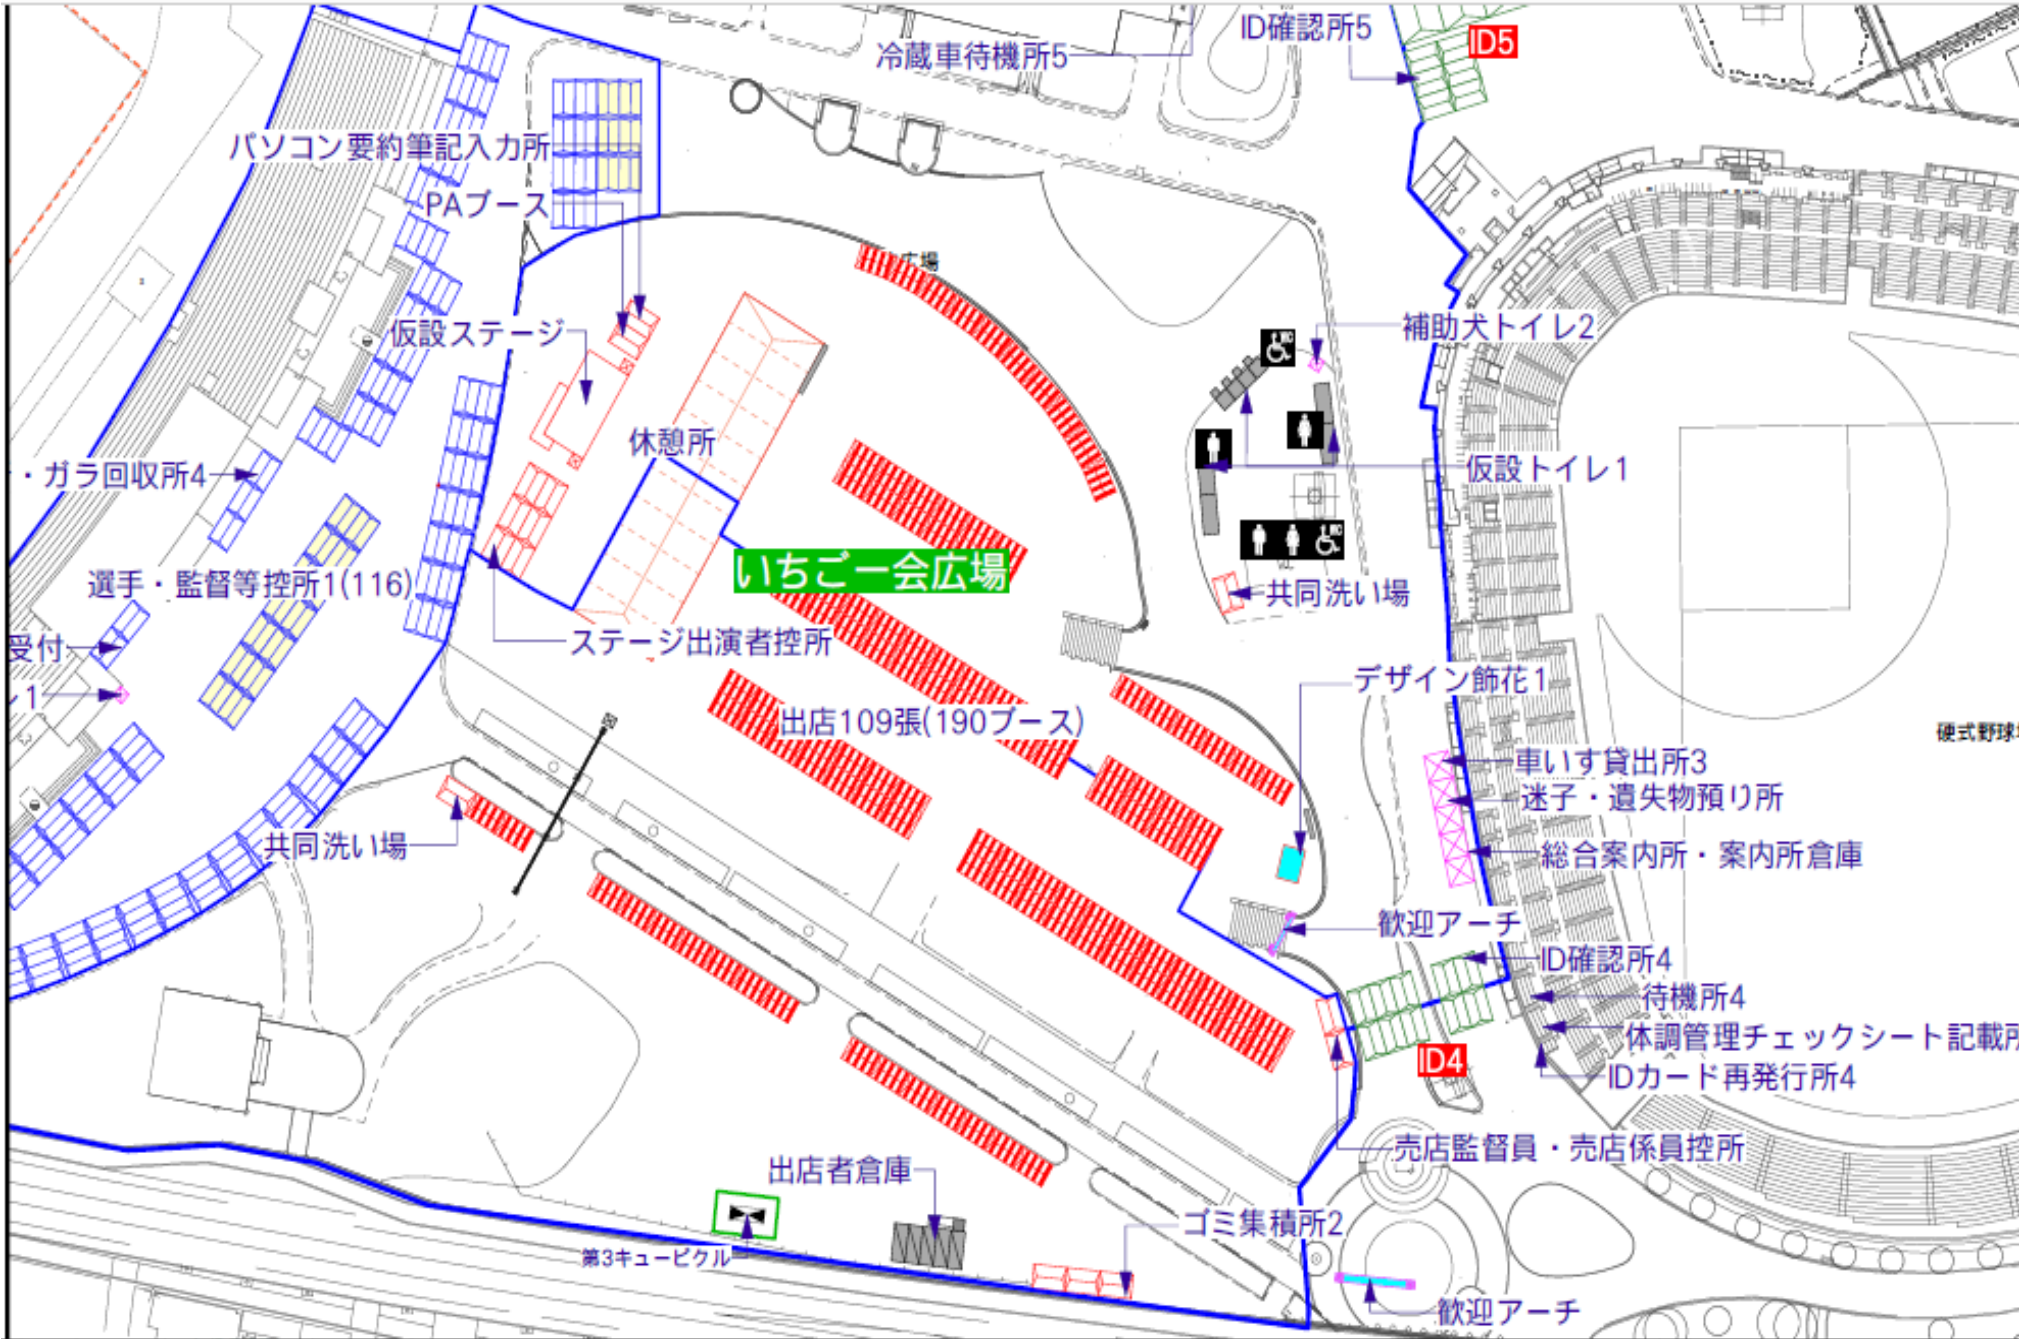 ID確認所5
ID5
冷蔵車待機所5
パソコン要約筆記入力所
PAブース
広場
仮設ステージ
補助犬トイレ2
休憩所
・ガラ回収所4
仮設トイレ1
いちご一会広場
選手・監督等控所1(116)
共同洗い場
ステージ出演者控所
受付
デザイン飾花1
1
出店109張(190ブース)
硬式野球
車いす貸出所3
迷子・遺失物預り所
共同洗い場
総合案内所・案内所倉庫
歓迎アーチ
ID確認所4
待機所4
体調管理チェックシート記載所
ID4
IDカード再発行所4
売店監督員・売店係員控所
出店者倉庫
ゴミ集積所2
第3キュービクル
歓迎アーチ